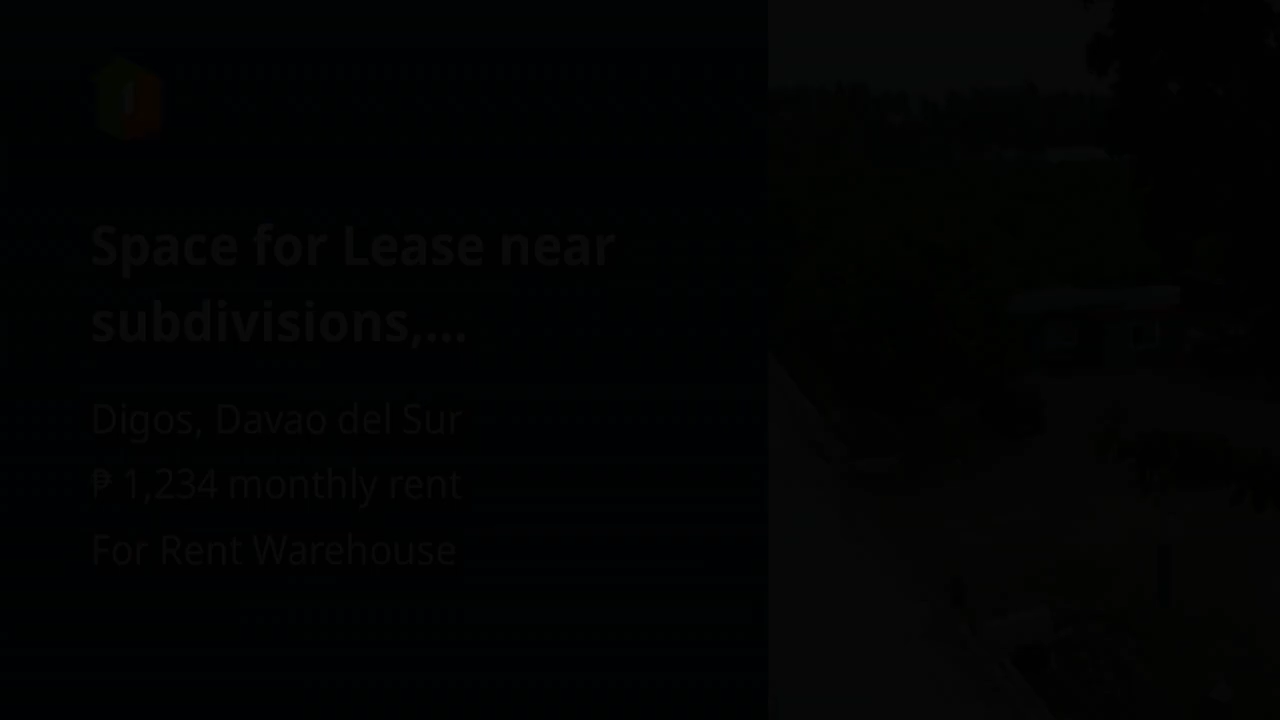 Space for Lease near
subdivisions,...
Digos, Davao del Sur
₱ 1,234 monthly rent
For Rent Warehouse